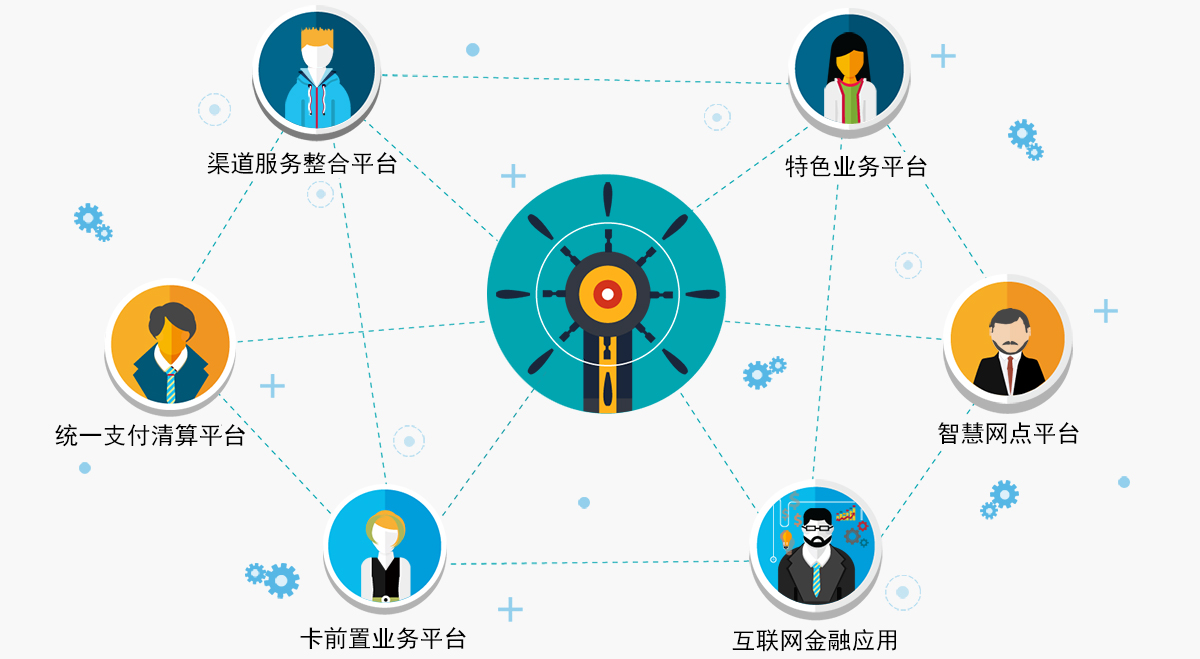 渠道服务整合平台
特色业务平台
统一支付清算平台
智慧网点平台
卡前置业务平台
互联网金融应用